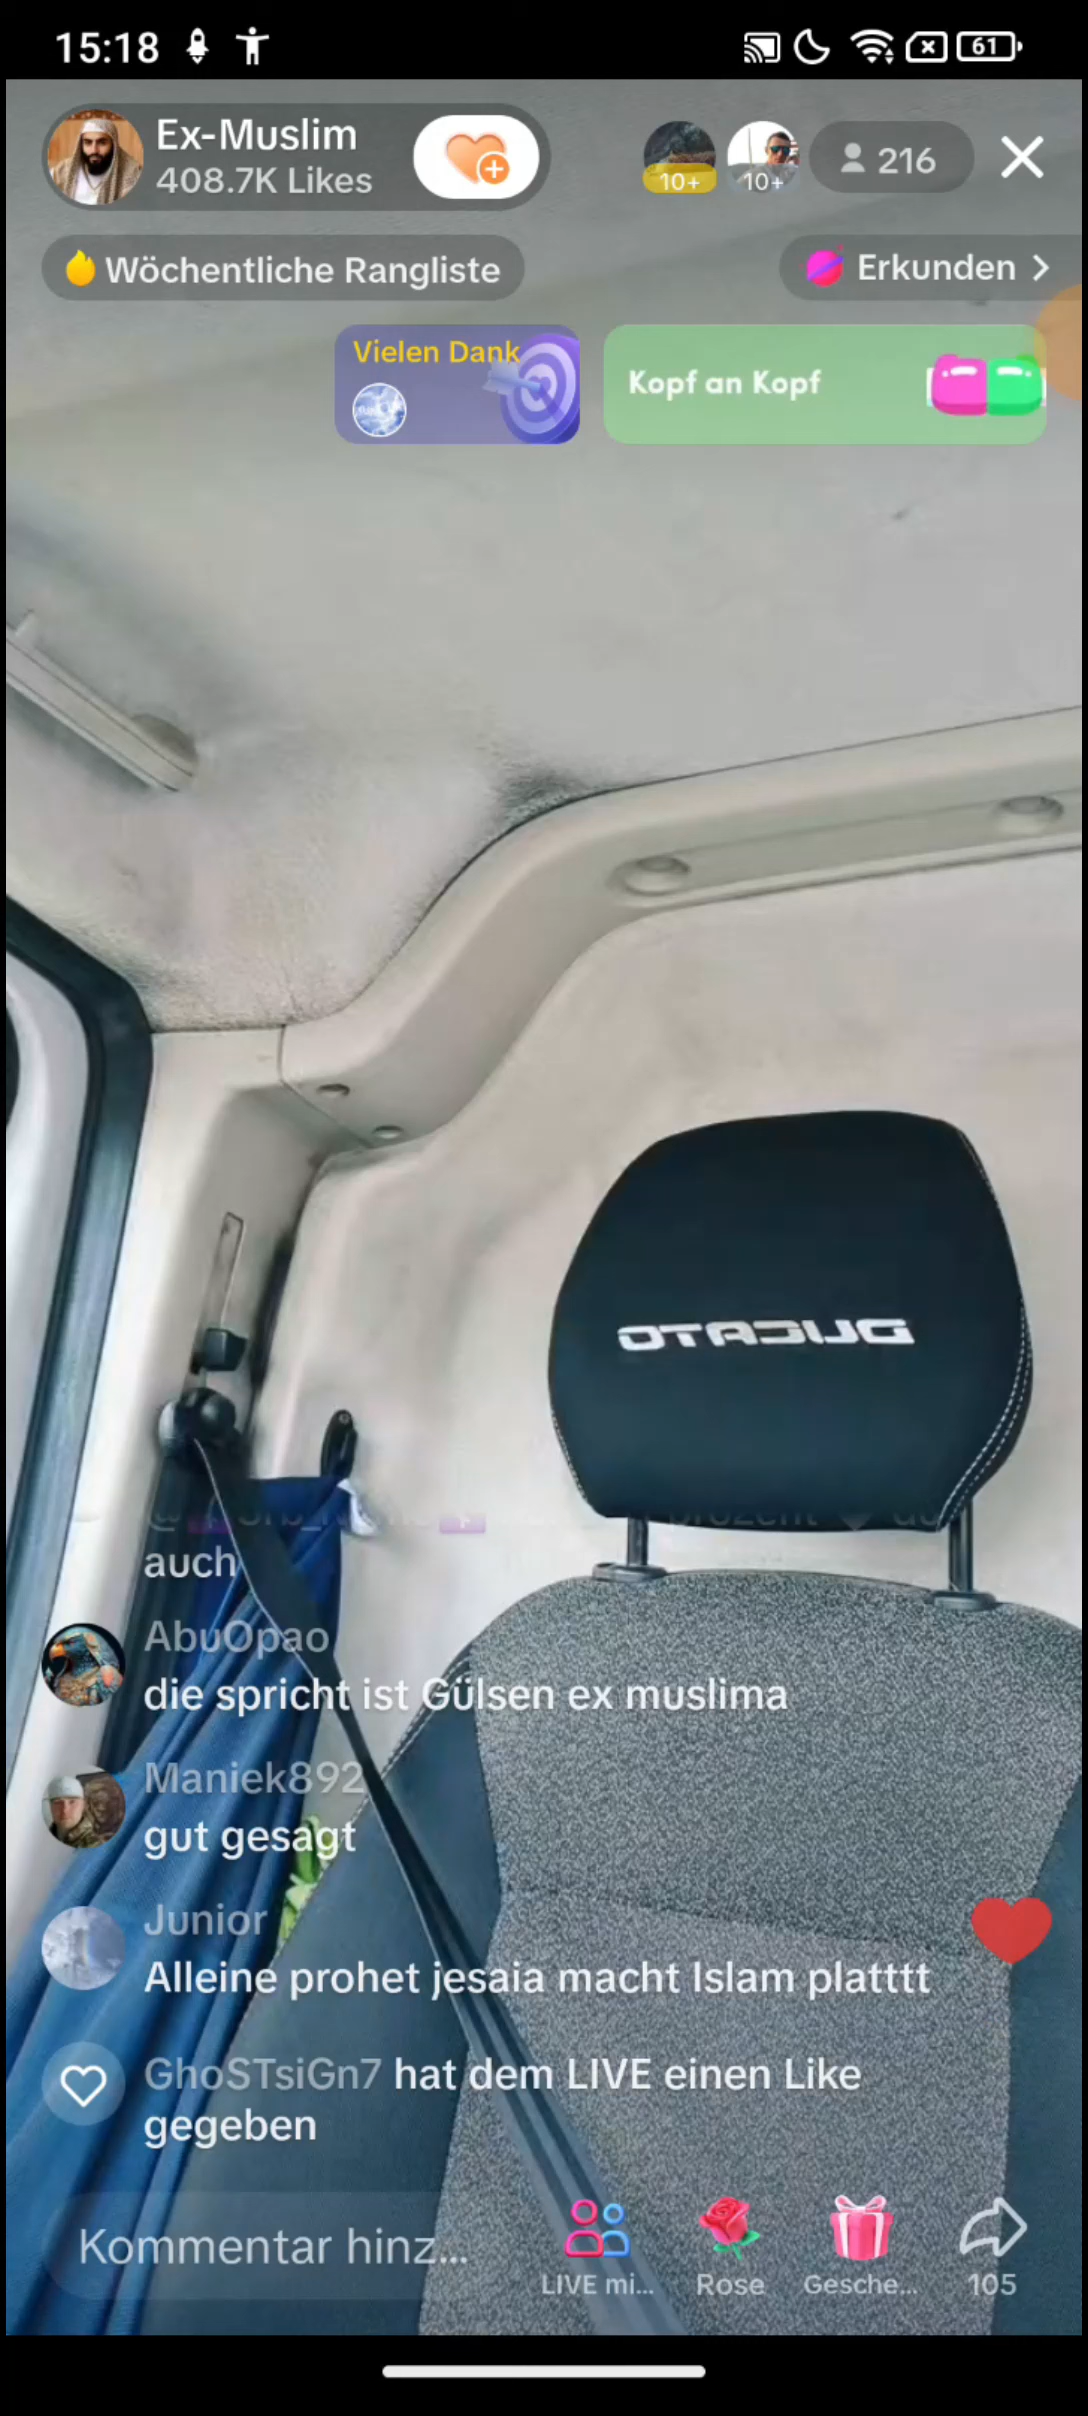 15:18
61
Ex-Muslim
408.7K Likes
10+
10+
216
Wöchentliche Rangliste
Erkunden
Vielen Dank
Kopf an Kopf
DUCATO
auch
AbuOpao
die spricht ist Gülsen ex muslima
Maniek892
gut gesagt
Junior
Alleine prohet jesaia macht Islam platttt
GhoSTsiGn7 hat dem LIVE einen Like
gegeben
Kommentar hinz...
LIVE mi...
Rose
Gesche...
105